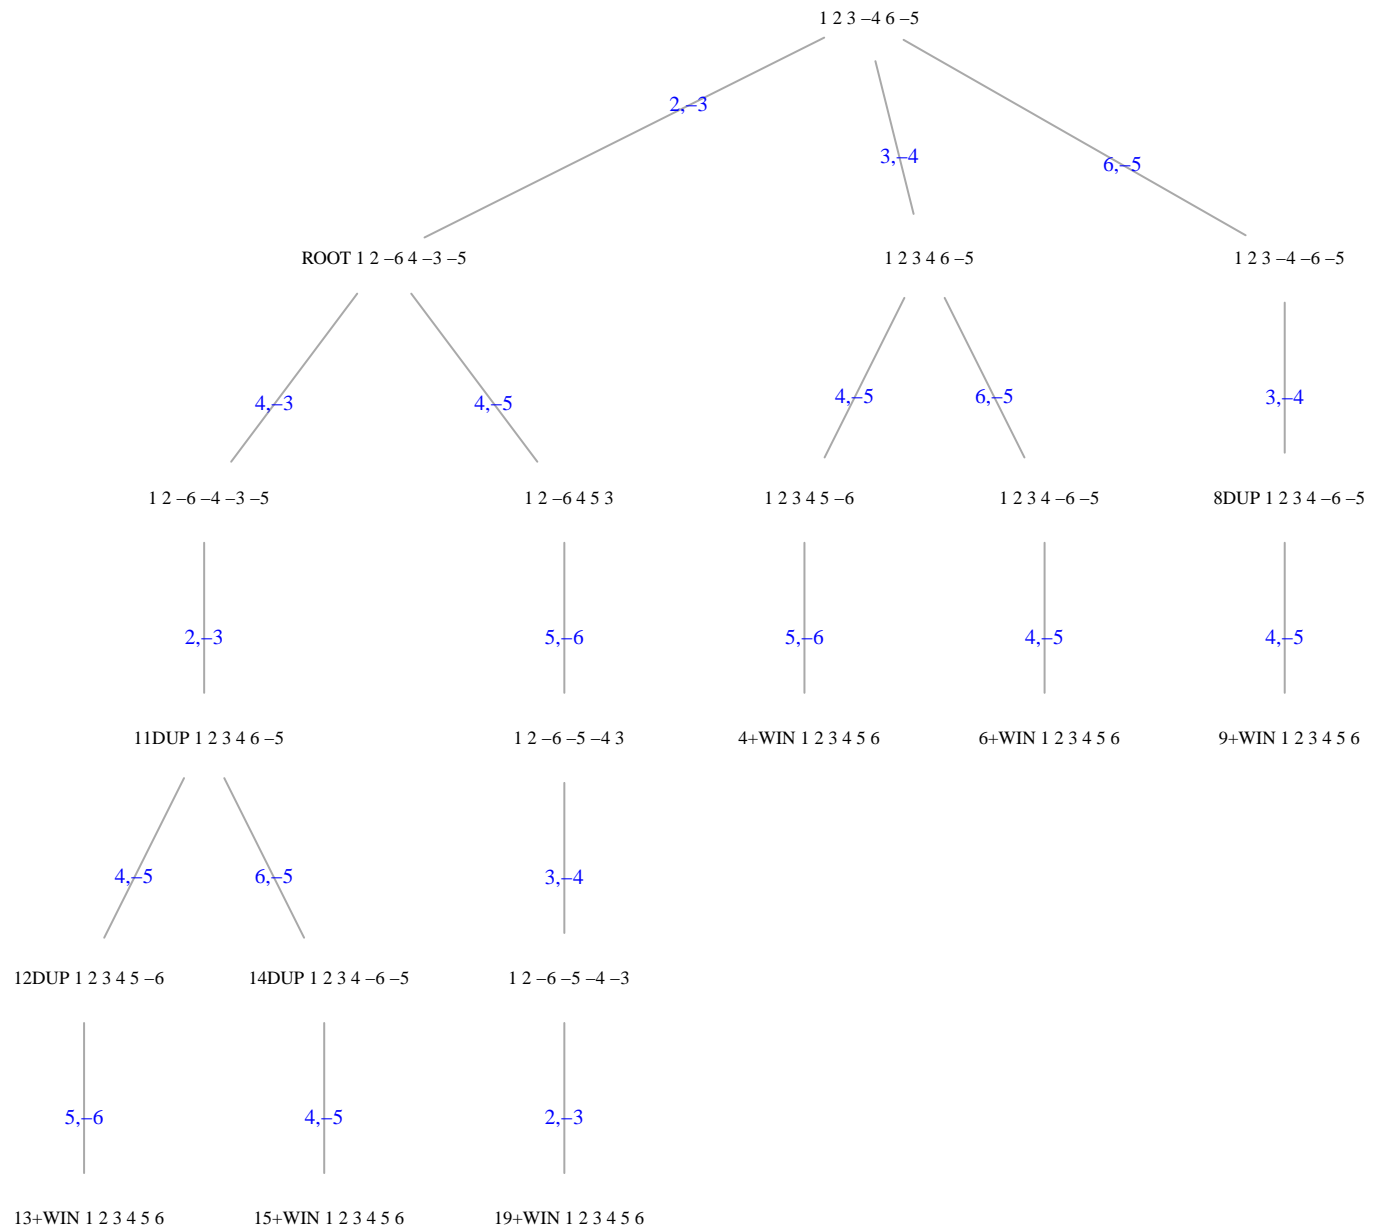 1 2 3 –4 6 –5
2,–3
3,–4
6,–5
ROOT 1 2 –6 4 –3 –5
1 2 3 4 6 –5
1 2 3 –4 –6 –5
4,–3
4,–5
4,–5
6,–5
3,–4
1 2 –6 –4 –3 –5
1 2 –6 4 5 3
1 2 3 4 5 –6
1 2 3 4 –6 –5
8DUP 1 2 3 4 –6 –5
2,–3
5,–6
5,–6
4,–5
4,–5
11DUP 1 2 3 4 6 –5
1 2 –6 –5 –4 3
4+WIN 1 2 3 4 5 6
6+WIN 1 2 3 4 5 6
9+WIN 1 2 3 4 5 6
4,–5
6,–5
3,–4
12DUP 1 2 3 4 5 –6
14DUP 1 2 3 4 –6 –5
1 2 –6 –5 –4 –3
5,–6
4,–5
2,–3
13+WIN 1 2 3 4 5 6
15+WIN 1 2 3 4 5 6
19+WIN 1 2 3 4 5 6